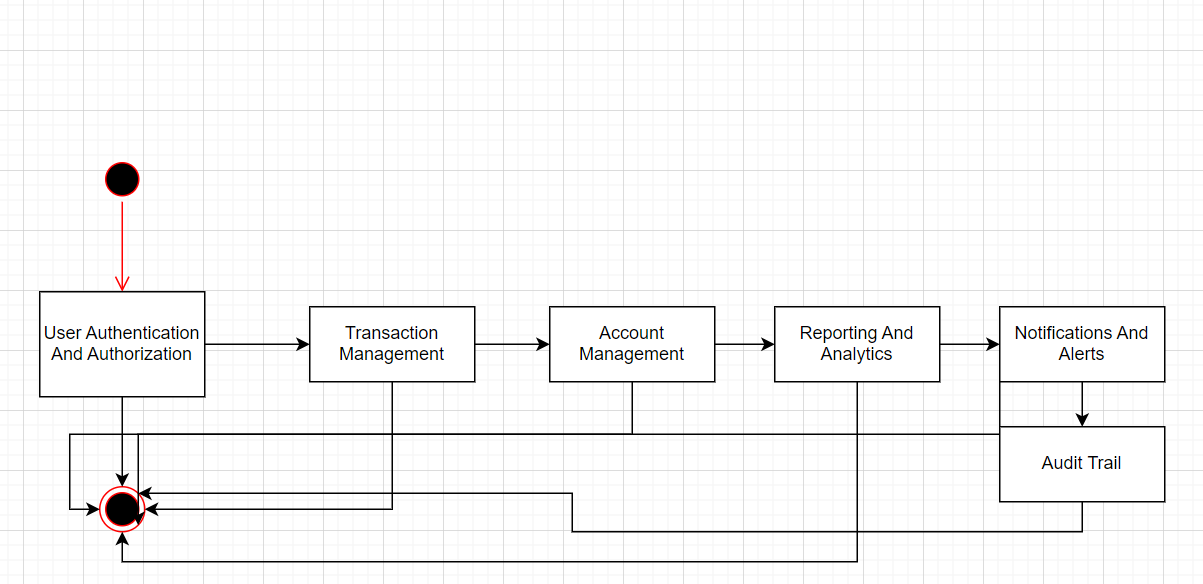 User Authentication
And Authorization
Transaction
Management
Account
Management
Reporting And
Analytics
Notifications And
Alerts
Audit Trail